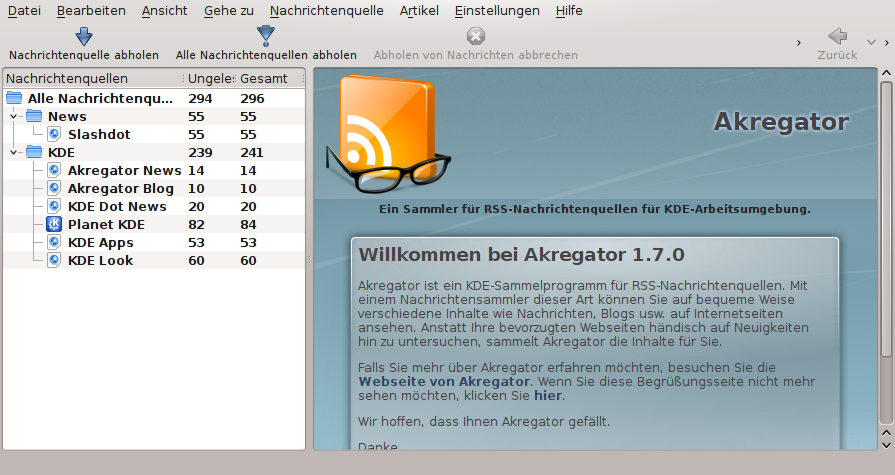 Datei Bearbeiten Ansicht Gehe zu Nachrichtenquelle Artikel Einstellungen Hilfe
Nachrichtenquelle abholen Alle Nachrichtenquellen abholen Abholen von Nachrichten abbrechen Zurück
Nachrichtenquellen Ungeles Gesamt
Alle Nachrichtenqu... 294 296
News 55 55
Slashdot 55 55
KDE 239 241
Akregator News 14 14
Akregator Blog 10 10
KDE Dot News 20 20
Planet KDE 82 84
KDE Apps 53 53
KDE Look 60 60
Akregator
Ein Sammler für RSS-Nachrichtenquellen für KDE-Arbeitsumgebung.
Willkommen bei Akregator 1.7.0
Akregator ist ein KDE-Sammelprogramm für RSS-Nachrichtenquellen. Mit
einem Nachrichtensammler dieser Art können Sie auf bequeme Weise
verschiedene Inhalte wie Nachrichten, Blogs usw. auf Internetseiten
ansehen. Anstatt Ihre bevorzugten Webseiten händisch auf Neuigkeiten
hin zu untersuchen, sammelt Akregator die Inhalte für Sie.
Falls Sie mehr über Akregator erfahren möchten, besuchen Sie die
Webseite von Akregator. Wenn Sie diese Begrüßungsseite nicht mehr
sehen möchten, klicken Sie hier.
Wir hoffen, dass Ihnen Akregator gefällt.
Danke